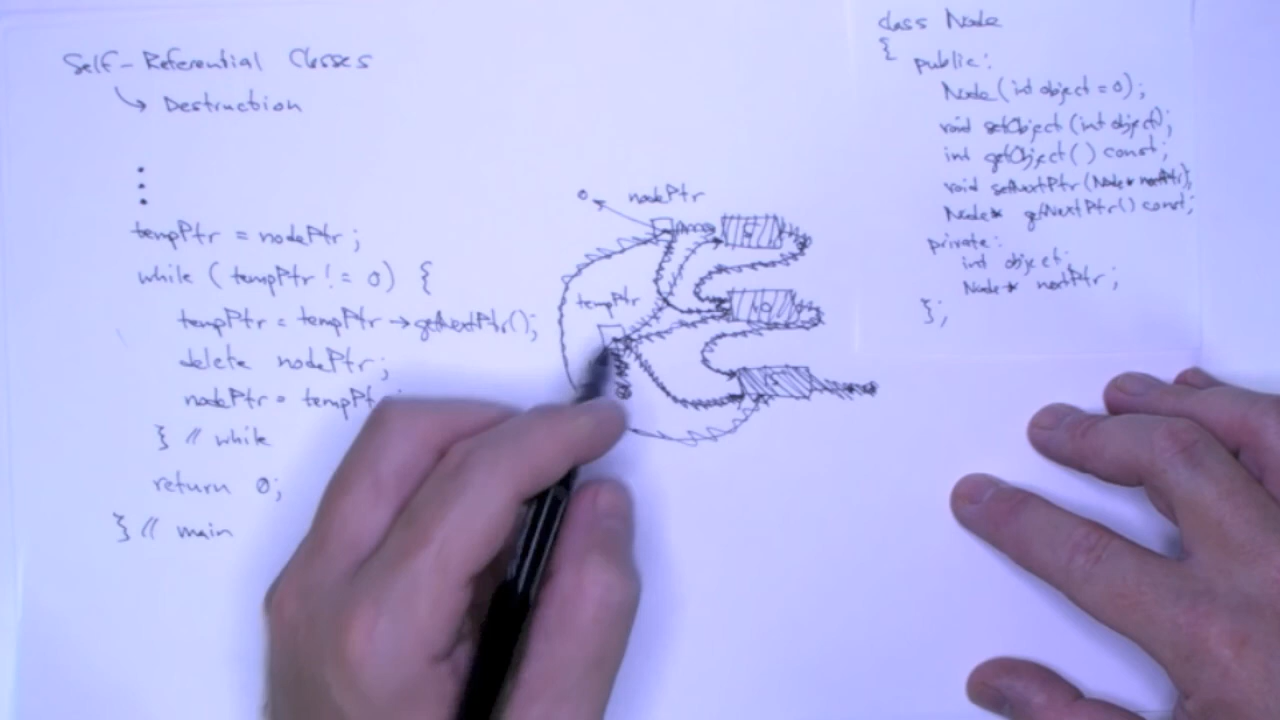 Self-Referential Classes
↳ Destruction
tempPtr = nodePtr;
while ( tempPtr != 0) {
tempPtr = tempPtr →getNextPtr();
delete nodePtr;
nodePtr = tempPt
} // while
return 0;
} // main
nodePtr
tempPtr
class Node
{
public:
Node(int object = 0);
void setObject (int object);
int getObject() const;
void setNextPtr (Node* nextPtr);
Node* getNextPtr() const;
private:
int object;
Node* nextPtr;
};